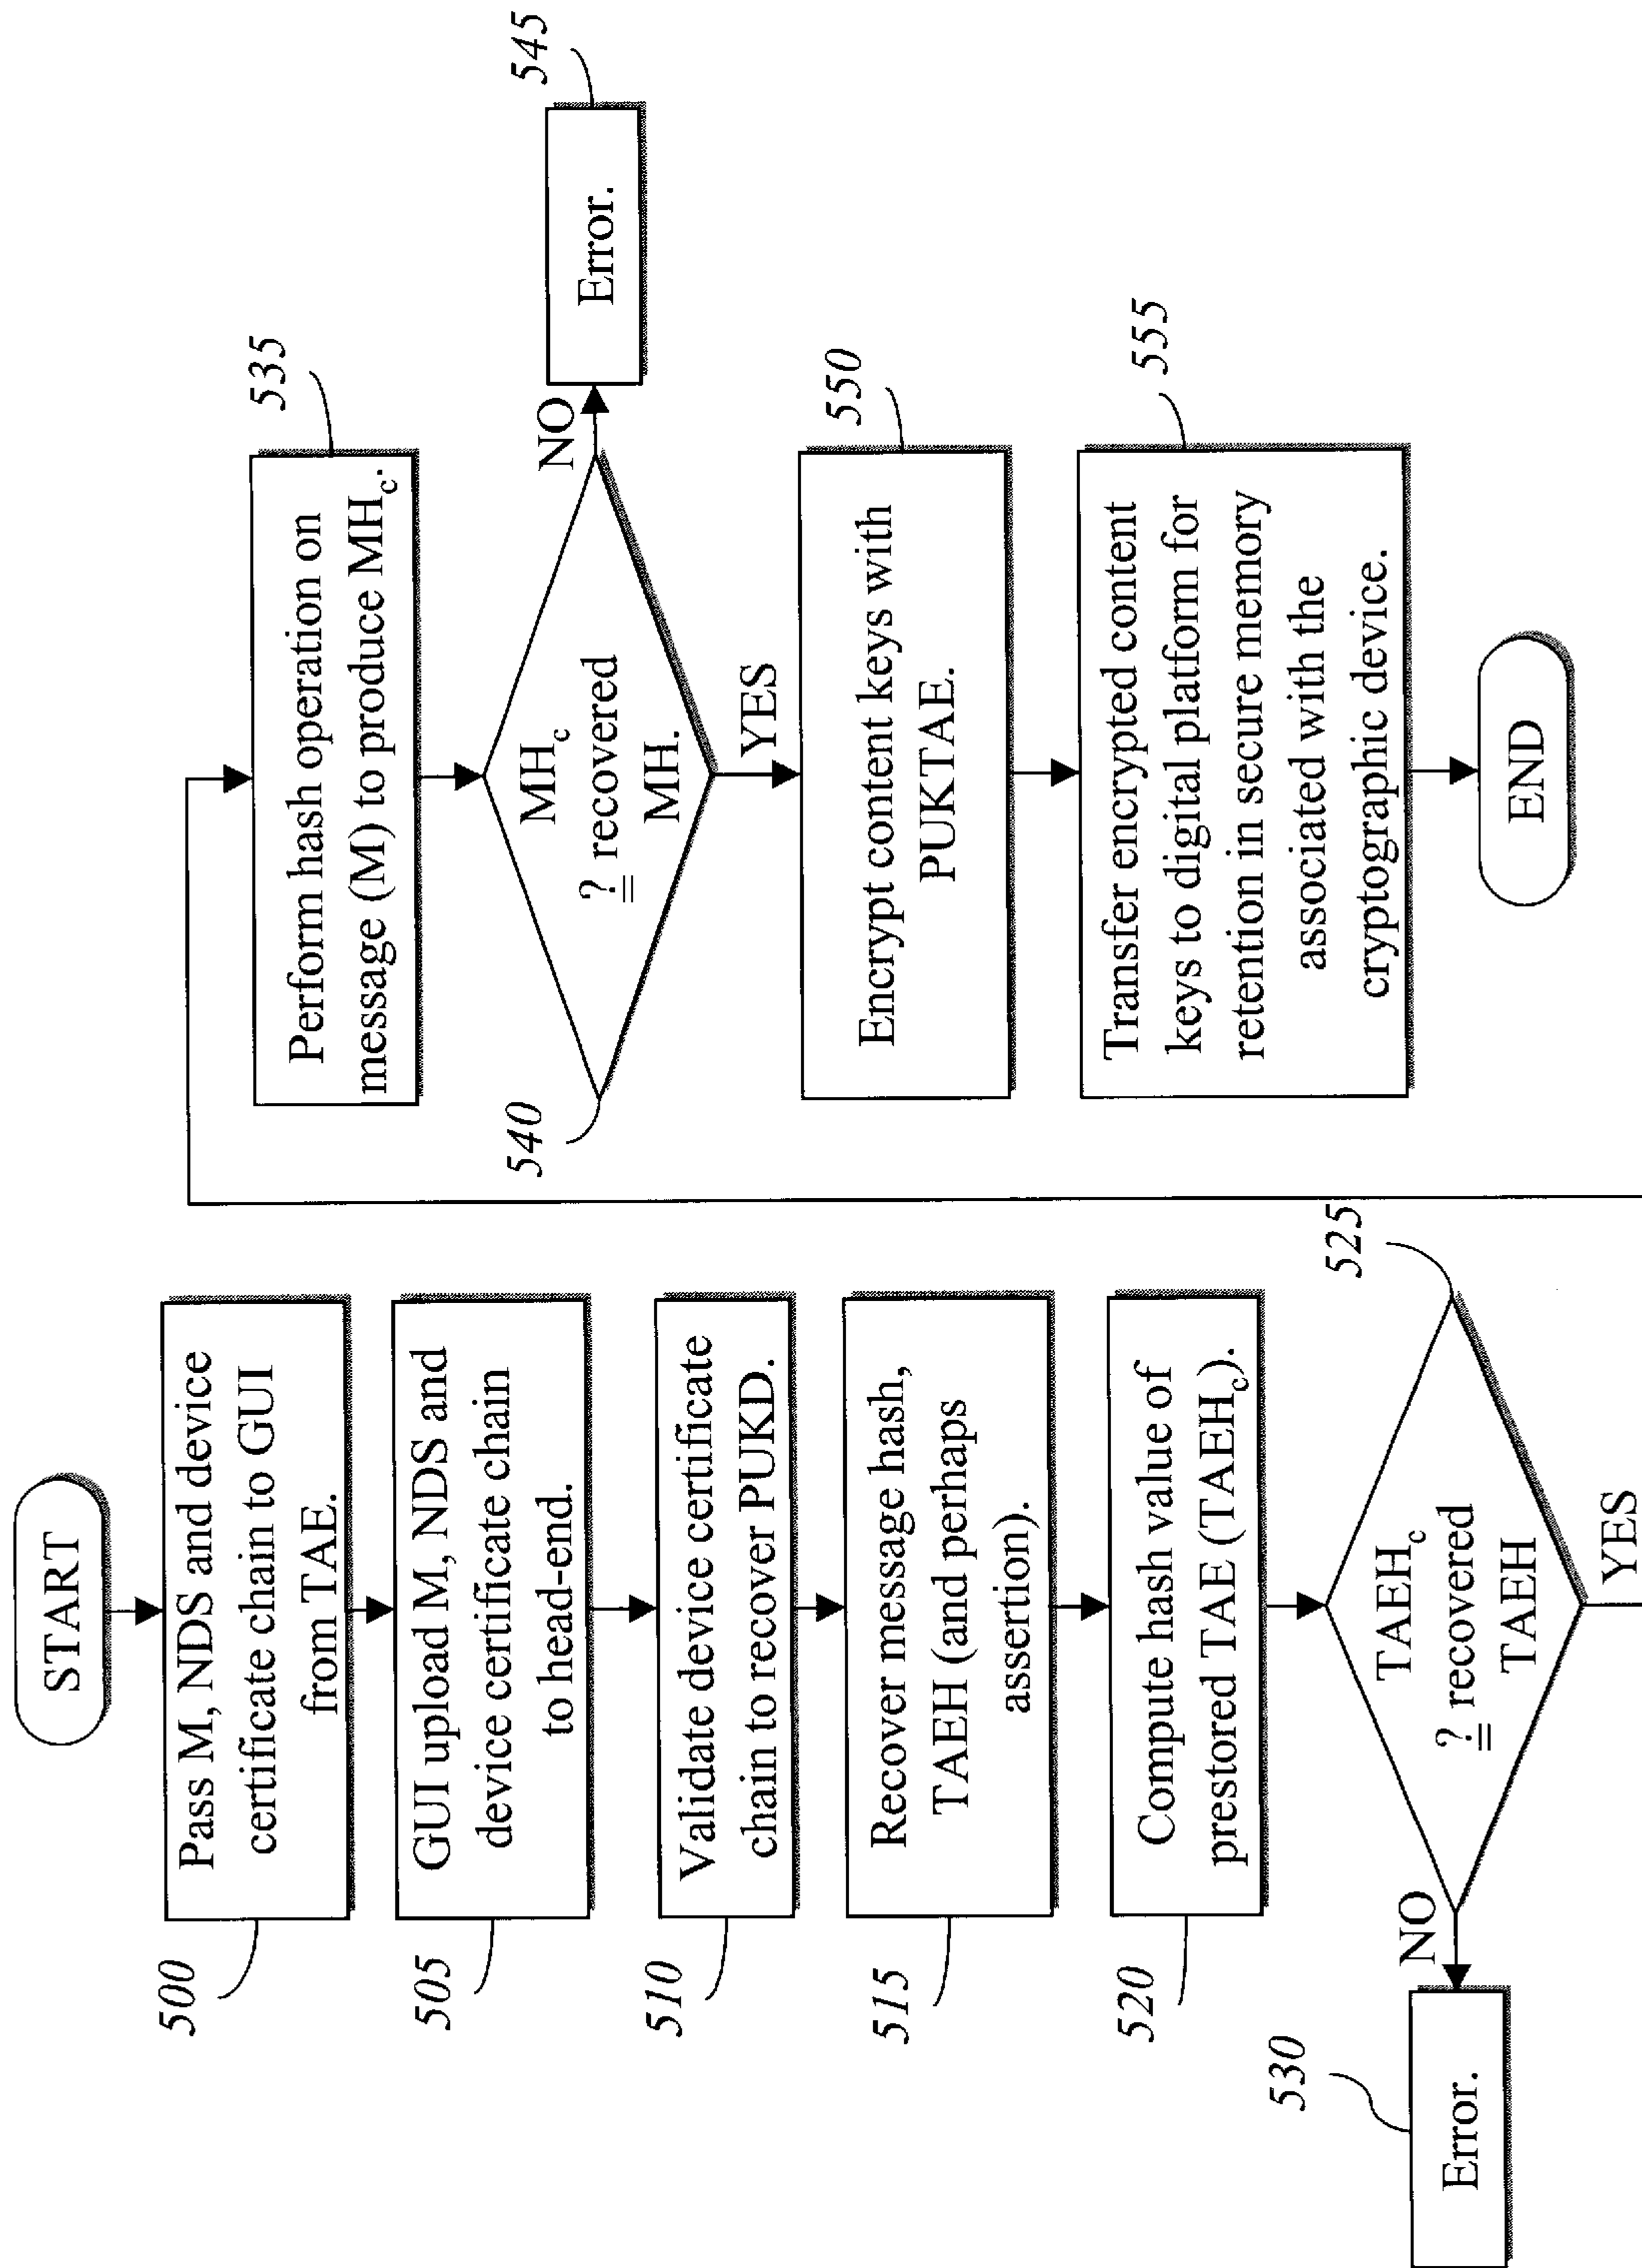 START
500
Pass M, NDS and device
certificate chain to GUI
from TAE.
505
GUI upload M, NDS and
device certificate chain
to head-end.
510
Validate device certificate
chain to recover PUKD.
515
Recover message hash,
TAEH (and perhaps
assertion).
520
Compute hash value of
prestored TAE (TAEHc).
525
TAEHc
?= recovered
TAEH
NO
530
Error.
YES
535
Perform hash operation on
message (M) to produce MHc.
540
MHc
?= recovered
MH.
NO
545
Error.
YES
550
Encrypt content keys with
PUKTAE.
555
Transfer encrypted content
keys to digital platform for
retention in secure memory
associated with the
cryptographic device.
END